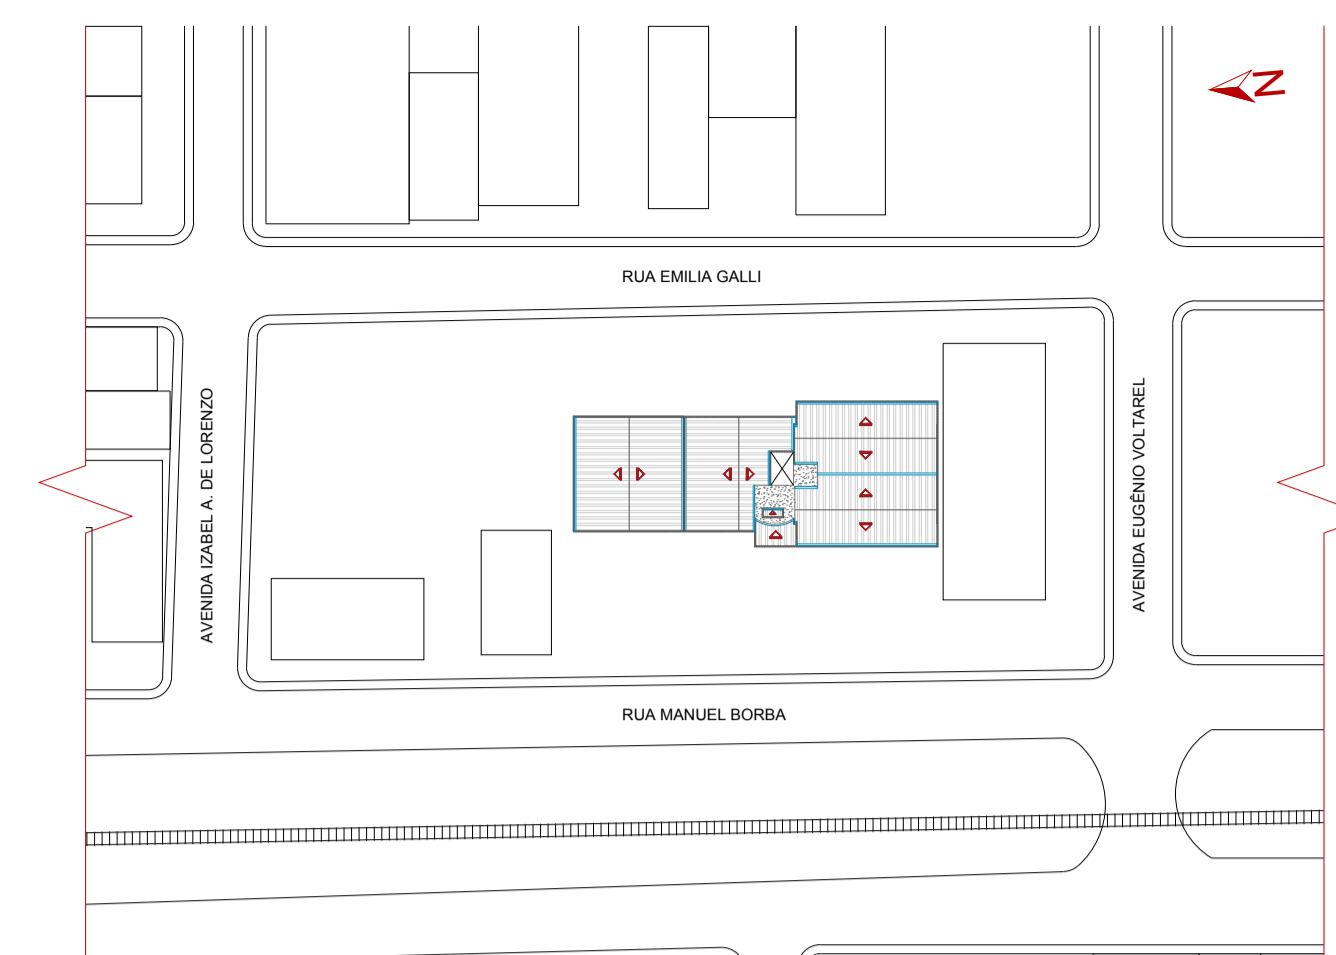 N
RUA EMILIA GALLI
AVENIDA IZABEL A. DE LORENZO
AVENIDA EUGÊNIO VOLTAREL
RUA MANUEL BORBA